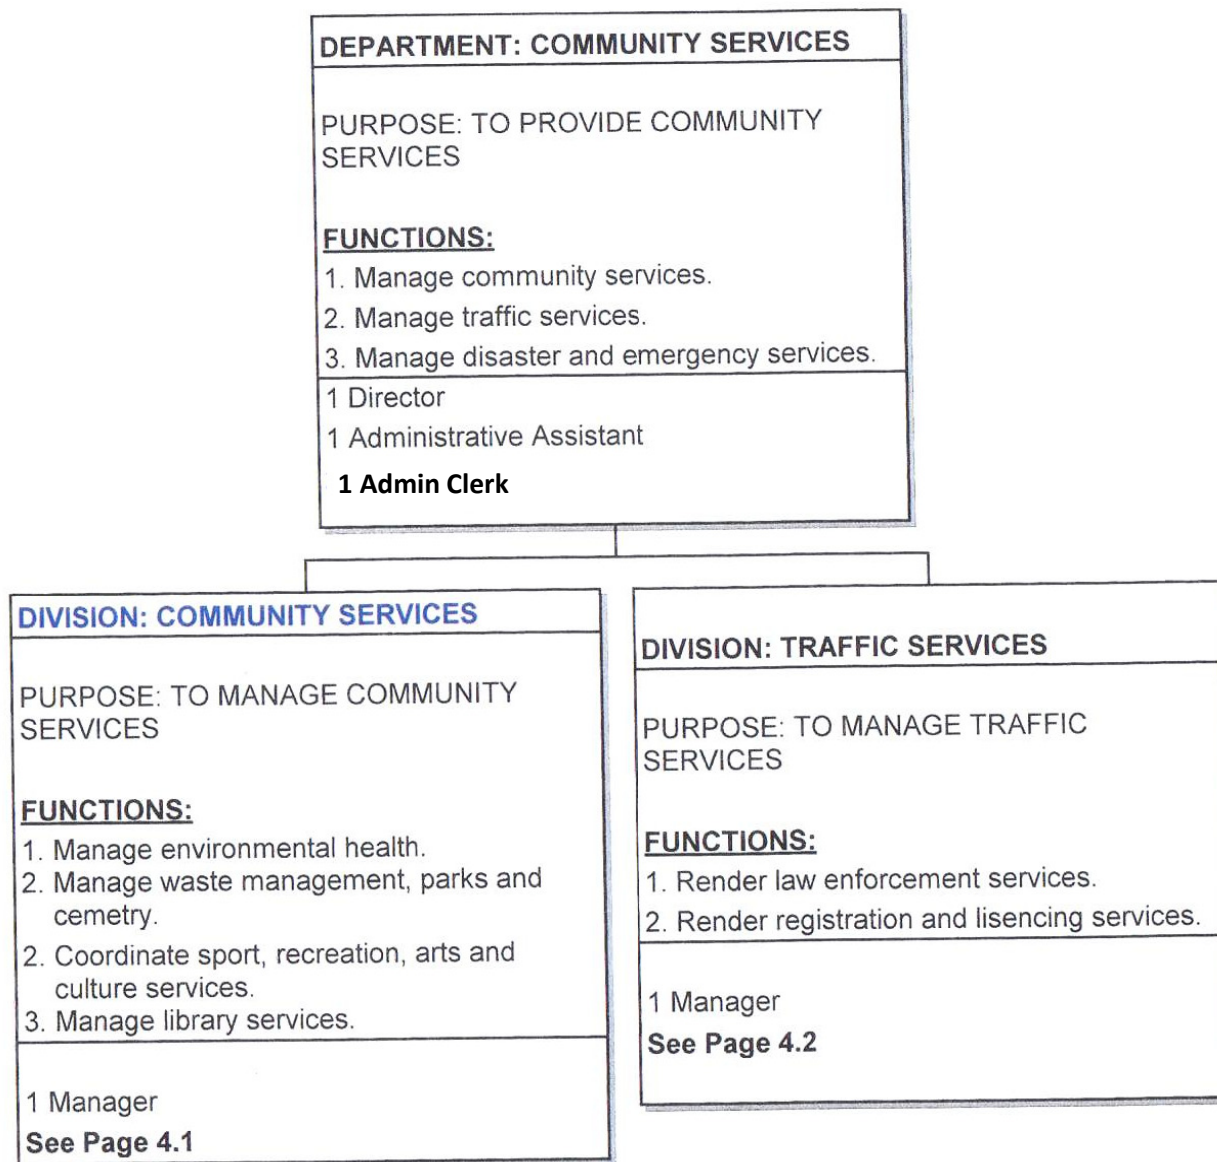 DEPARTMENT: COMMUNITY SERVICES
PURPOSE: TO PROVIDE COMMUNITY
SERVICES
FUNCTIONS:
1. Manage community services.
2. Manage traffic services.
3. Manage disaster and emergency services.
1 Director
1 Administrative Assistant
1 Admin Clerk
DIVISION: COMMUNITY SERVICES
PURPOSE: TO MANAGE COMMUNITY
SERVICES
FUNCTIONS:
1. Manage environmental health.
2. Manage waste management, parks and
cemetry.
2. Coordinate sport, recreation, arts and
culture services.
3. Manage library services.
1 Manager
See Page 4.1
DIVISION: TRAFFIC SERVICES
PURPOSE: TO MANAGE TRAFFIC
SERVICES
FUNCTIONS:
1. Render law enforcement services.
2. Render registration and lisencing services.
1 Manager
See Page 4.2